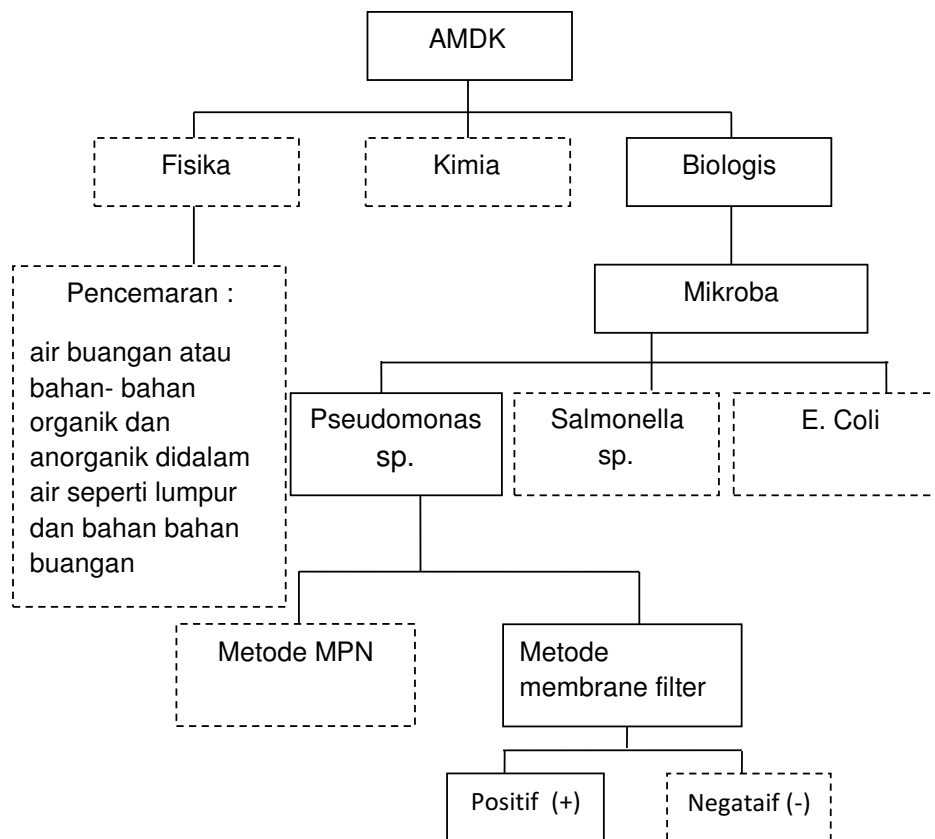 AMDK
Fisika
Kimia
Biologis
Pencemaran :
air buangan atau
bahan- bahan
organik dan
anorganik didalam
air seperti lumpur
dan bahan bahan
buangan
Mikroba
Pseudomonas
sp.
Salmonella
sp.
E. Coli
Metode MPN
Metode
membrane filter
Positif (+)
Negataif (-)